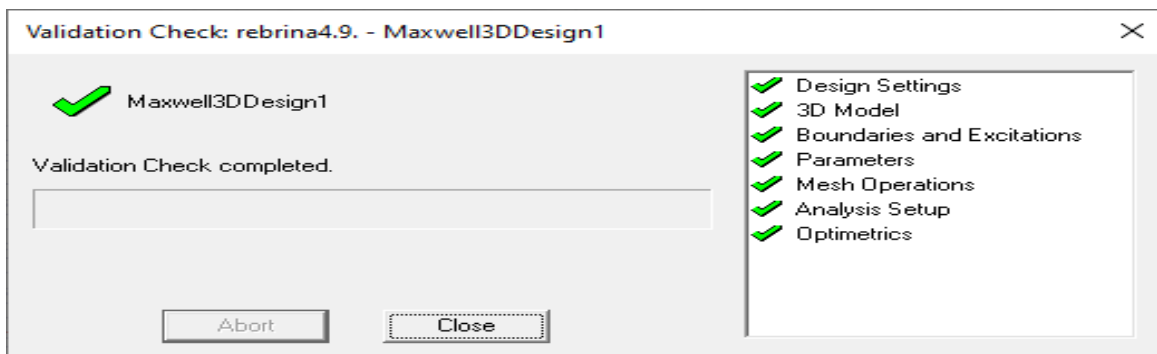 Validation Check: rebrina4.9. - Maxwell3DDesign1
Maxwell3DDesign1
Validation Check completed.
Abort
Close
Design Settings
3D Model
Boundaries and Excitations
Parameters
Mesh Operations
Analysis Setup
Optimetrics